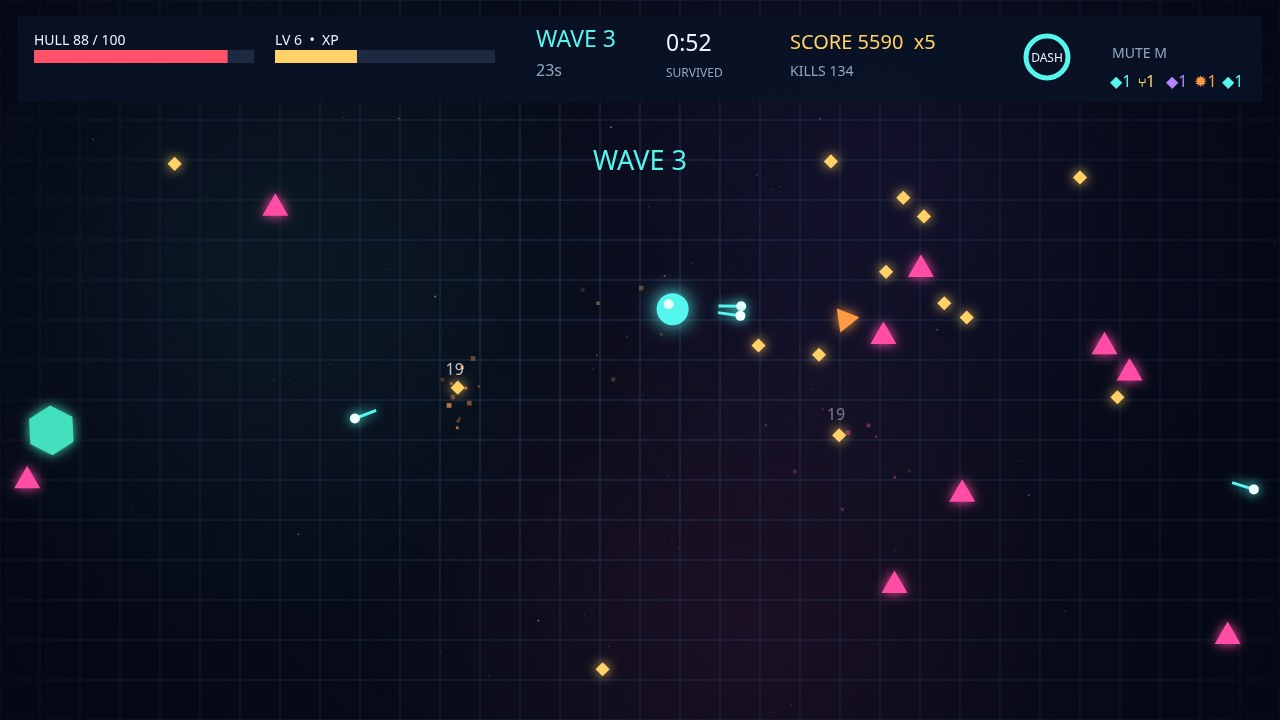 HULL 88 / 100
LV 6 • XP
WAVE 3
23s
0:52
SURVIVED
SCORE 5590 x5
KILLS 134
DASH
MUTE M
◆1 ⑂1 ◆1 ✹1 ◆1
WAVE 3
19
19